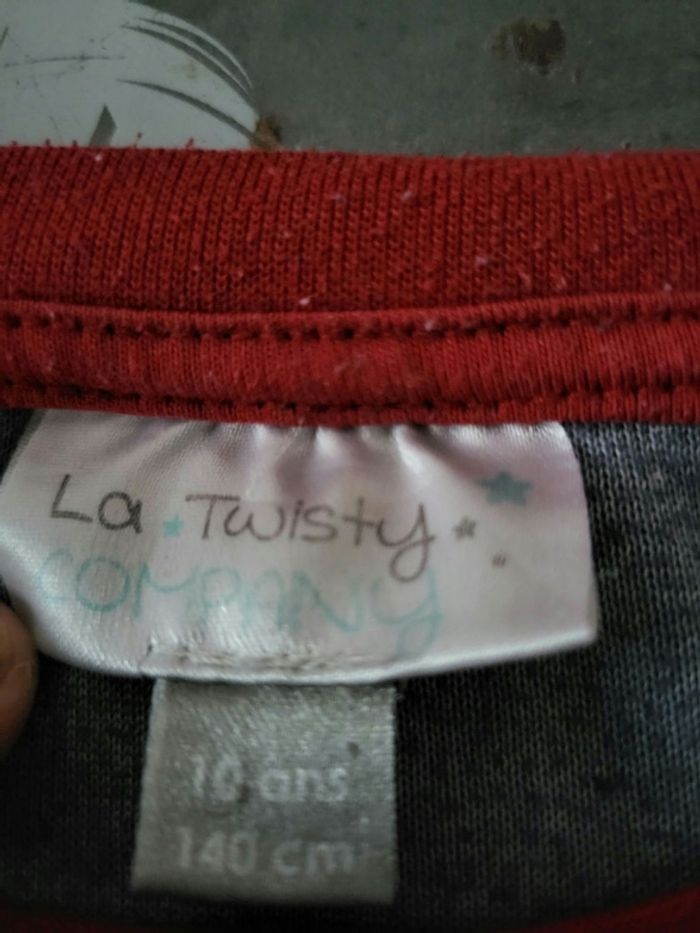 La Twisty
COMPANY
10 ans
140 cm